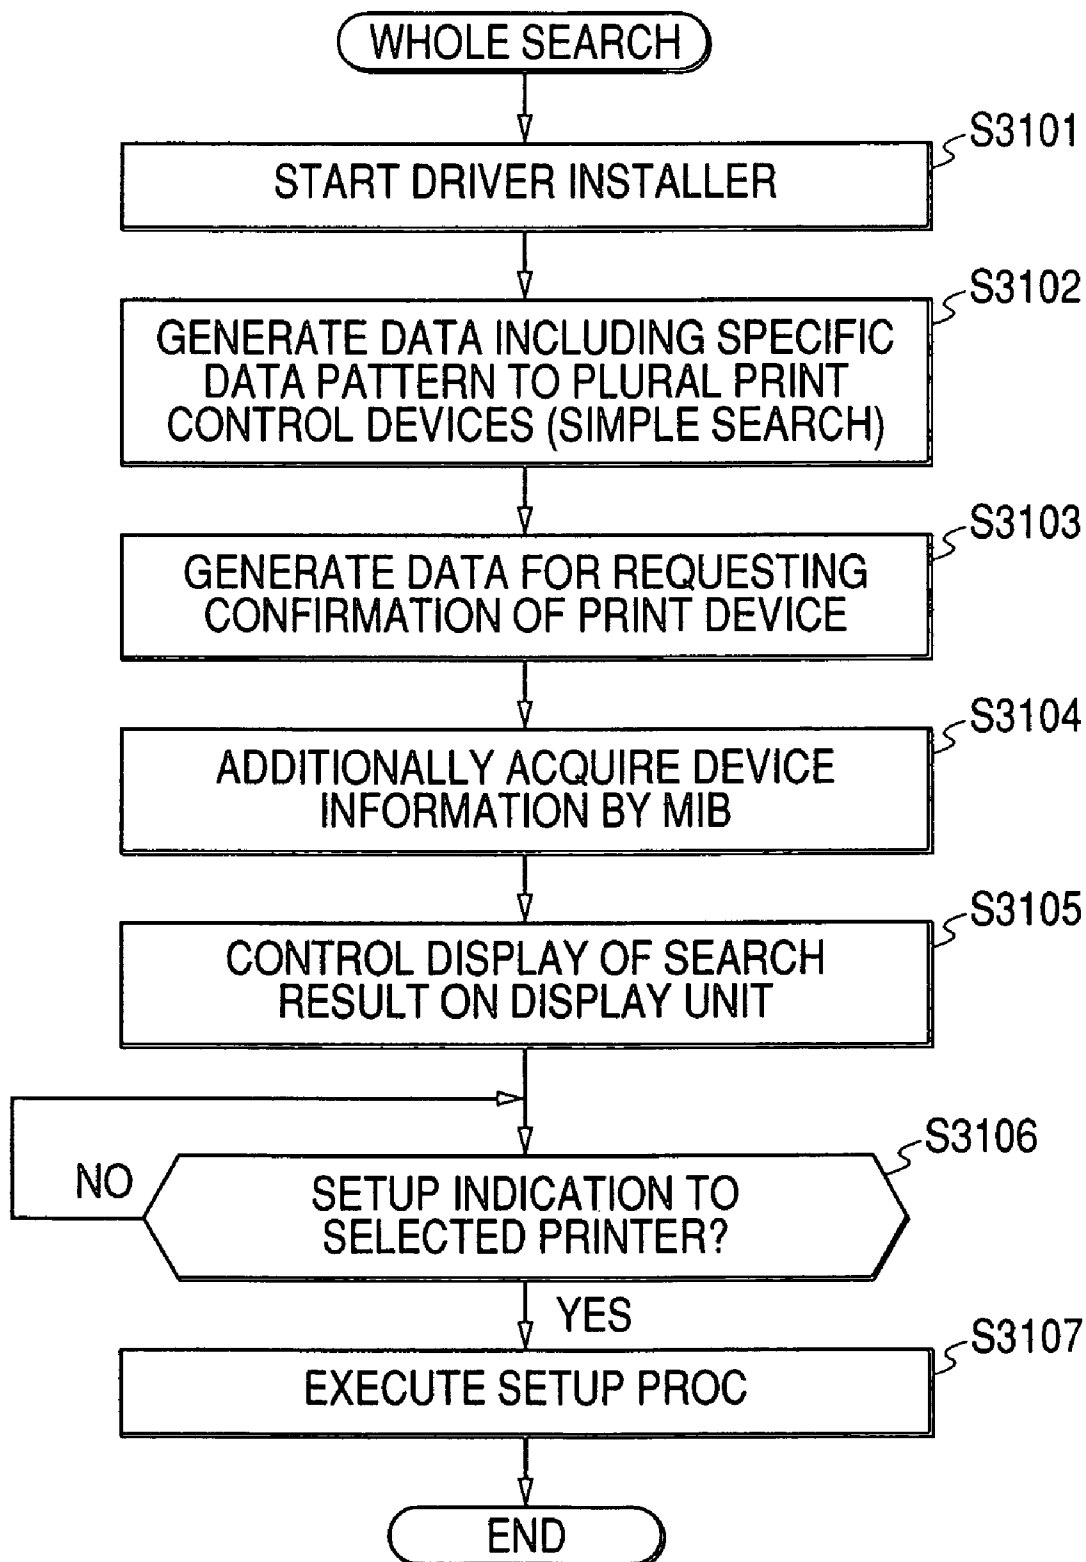 WHOLE SEARCH
S3101
START DRIVER INSTALLER
S3102
GENERATE DATA INCLUDING SPECIFIC
DATA PATTERN TO PLURAL PRINT
CONTROL DEVICES (SIMPLE SEARCH)
S3103
GENERATE DATA FOR REQUESTING
CONFIRMATION OF PRINT DEVICE
S3104
ADDITIONALLY ACQUIRE DEVICE
INFORMATION BY MIB
S3105
CONTROL DISPLAY OF SEARCH
RESULT ON DISPLAY UNIT
S3106
NO
SETUP INDICATION TO
SELECTED PRINTER?
YES
S3107
EXECUTE SETUP PROC
END